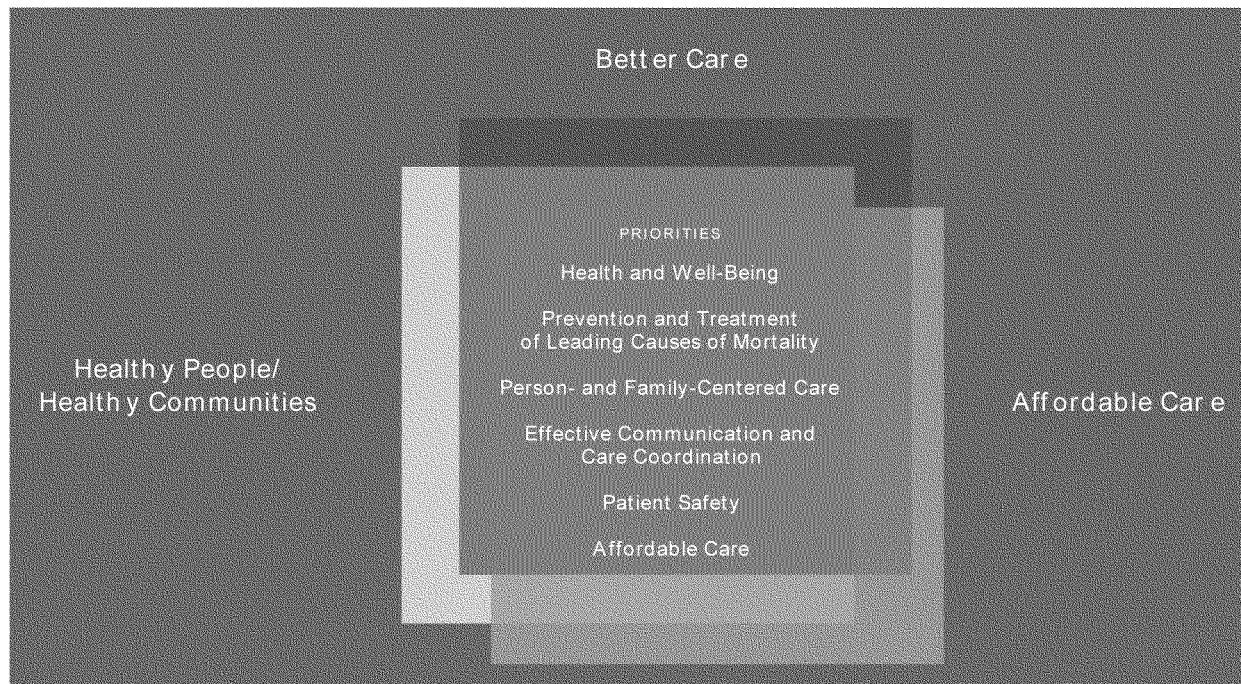 Better Care
PRIORITIES
Health and Well-Being
Prevention and Treatment
of Leading Causes of Mortality
Person- and Family-Centered Care
Effective Communication and
Care Coordination
Patient Safety
Affordable Care
Healthy People/
Healthy Communities
Affordable Care